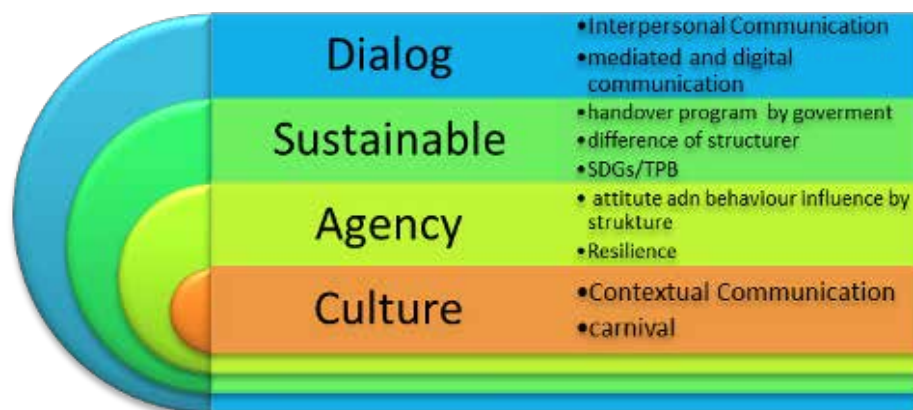 Dialog
•Interpersonal Communication
•mediated and digital
communication
Sustainable
•handover program by goverment
•difference of structurer
•SDGs/TPB
Agency
• attitute adn behaviour influence by
strukture
•Resilience
Culture
•Contextual Communication
•carnival